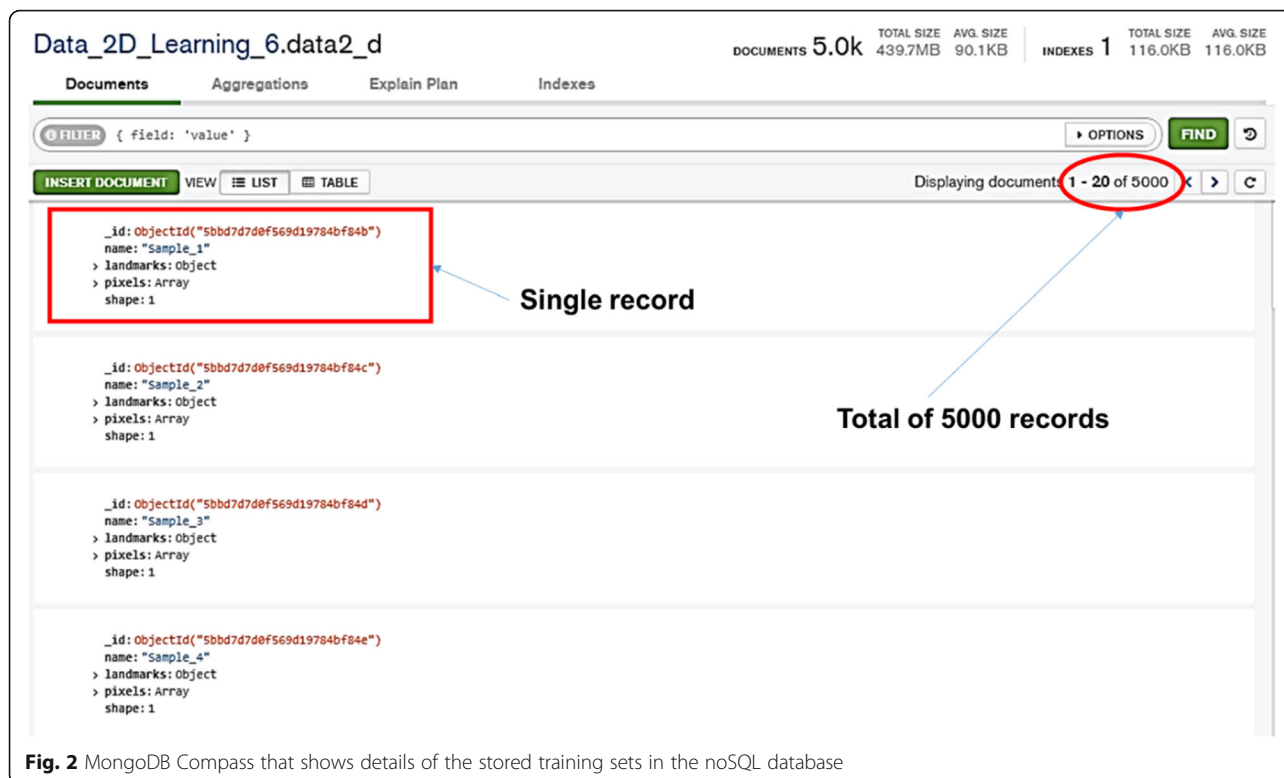 Data_2D_Learning_6.data2_d
DOCUMENTS 5.0k TOTAL SIZE 439.7MB AVG. SIZE 90.1KB INDEXES 1 TOTAL SIZE 116.0KB AVG. SIZE 116.0KB
Documents Aggregations Explain Plan Indexes
FILTER { field: 'value' } OPTIONS FIND
INSERT DOCUMENT VIEW LIST TABLE Displaying documents 1 - 20 of 5000 < > C
_id: ObjectId("5bbd7d7d0f569d19784bf84b")
name: "Sample_1"
> landmarks: Object
> pixels: Array
shape: 1
Single record
_id: ObjectId("5bbd7d7d0f569d19784bf84c")
name: "Sample_2"
> landmarks: Object
> pixels: Array
shape: 1
Total of 5000 records
_id: ObjectId("5bbd7d7d0f569d19784bf84d")
name: "Sample_3"
> landmarks: Object
> pixels: Array
shape: 1
_id: ObjectId("5bbd7d7d0f569d19784bf84e")
name: "Sample_4"
> landmarks: Object
> pixels: Array
shape: 1
Fig. 2 MongoDB Compass that shows details of the stored training sets in the noSQL database